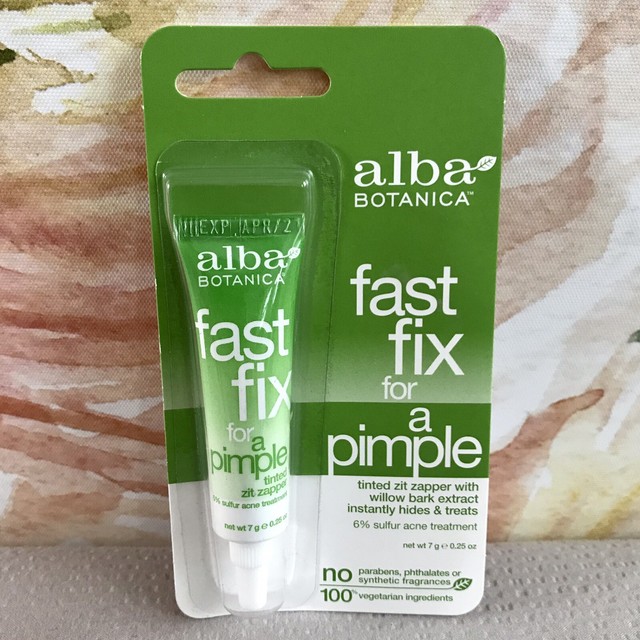 alba
BOTANICA™
fast
fix
for
a
pimple
tinted zit zapper with
willow bark extract
instantly hides & treats
6% sulfur acne treatment
net wt 7 g ℮ 0.25 oz
no parabens, phthalates or
synthetic fragrances
100% vegetarian ingredients
EXP APR/2
alba
BOTANICA
fast
fix
for
a
pimple
tinted
zit zapper
6% sulfur acne treatment
net wt 7 g ℮ 0.25 oz